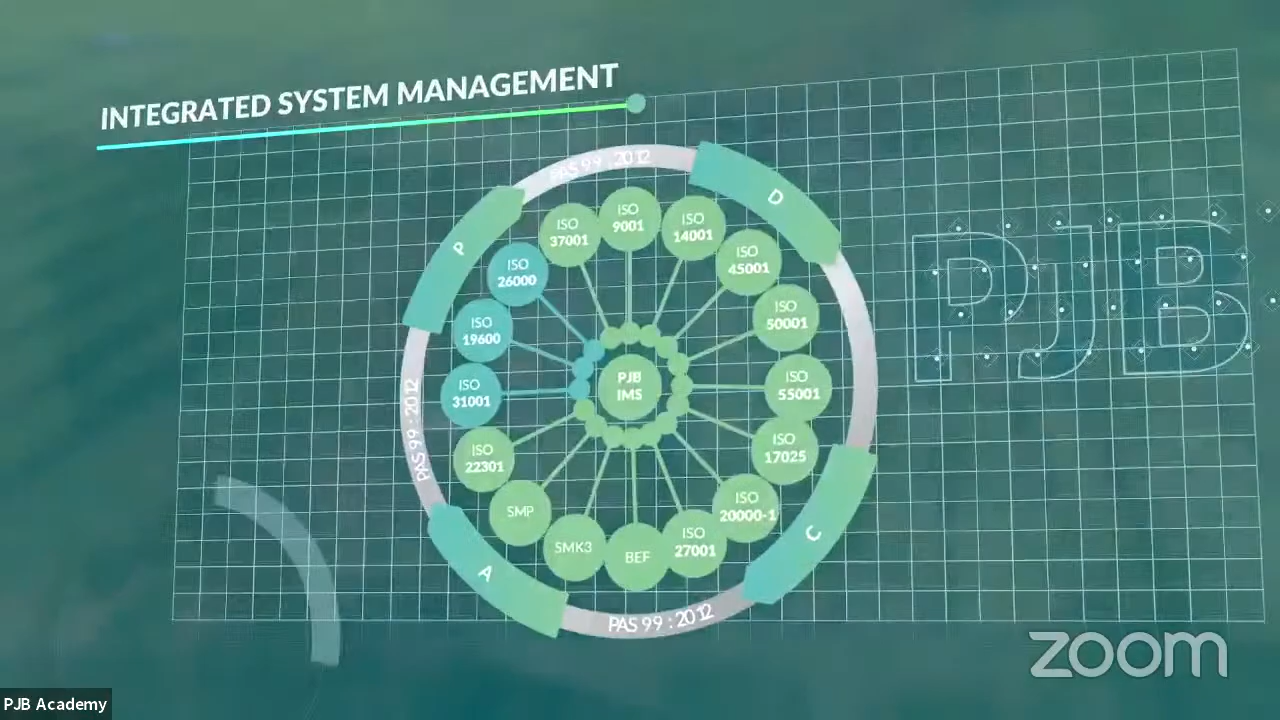 INTEGRATED SYSTEM MANAGEMENT
PAS 99 : 2012
D
P
ISO
9001
ISO
14001
ISO
45001
ISO
50001
ISO
55001
ISO
17025
ISO
20000-1
ISO
27001
BEF
SMK3
SMP
ISO
22301
ISO
31001
ISO
19600
ISO
26000
ISO
37001
PJB
IMS
PJB
PAS 99 : 2012
C
A
PAS 99 : 2012
zoom
PJB Academy